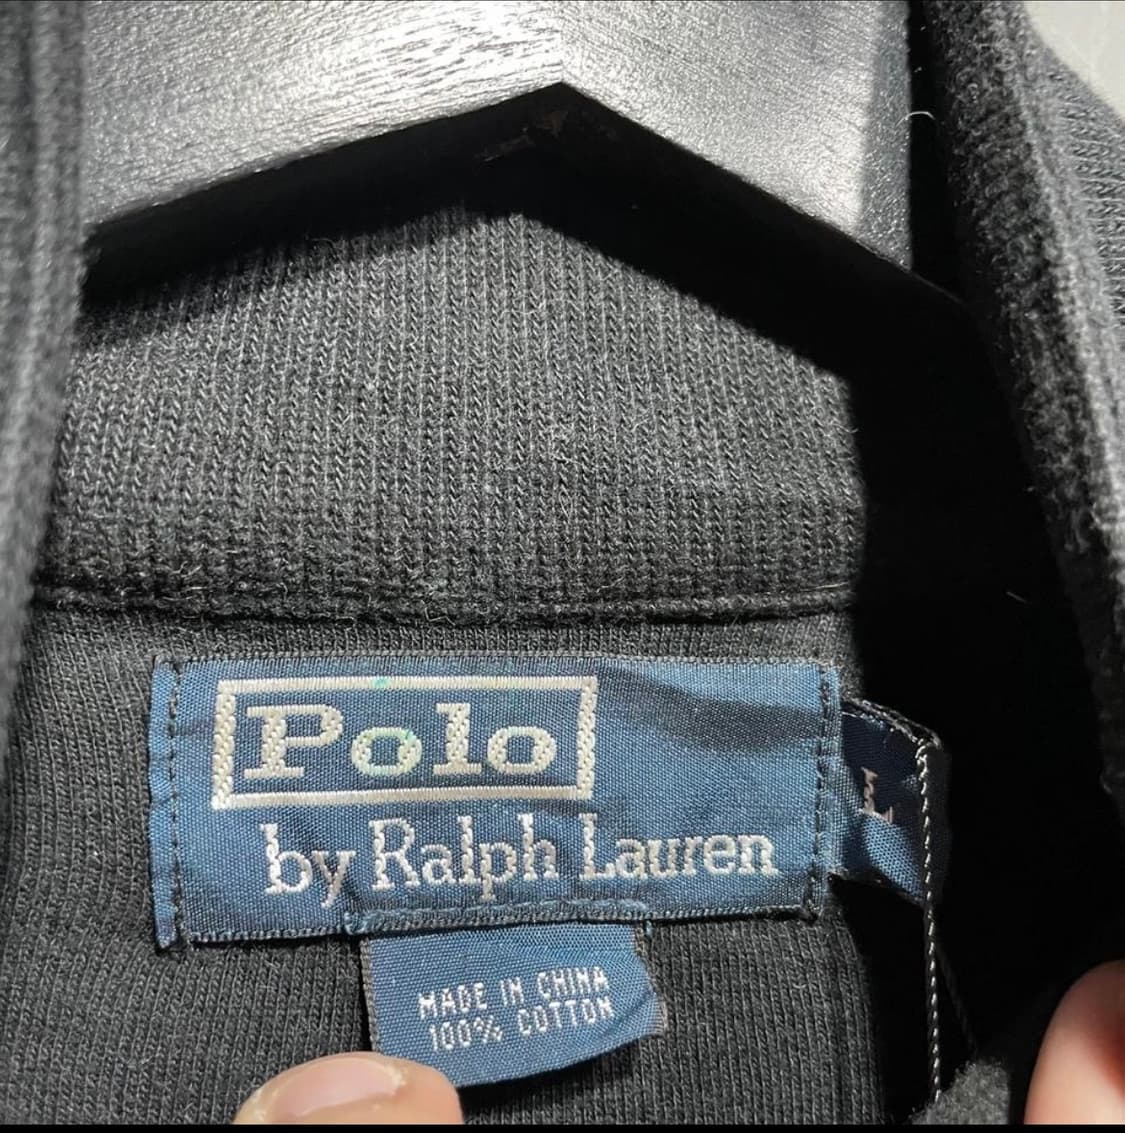 Polo
by Ralph Lauren
L
MADE IN CHINA
100% COTTON